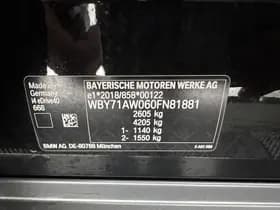 BAYERISCHE MOTOREN WERKE AG
e1*2018/858*00122
Made in
Germany
i4 eDrive40
668
WBY71AW060FN81881
2605 kg
4205 kg
1- 1140 kg
2- 1550 kg
BMW AG DE-80788 München